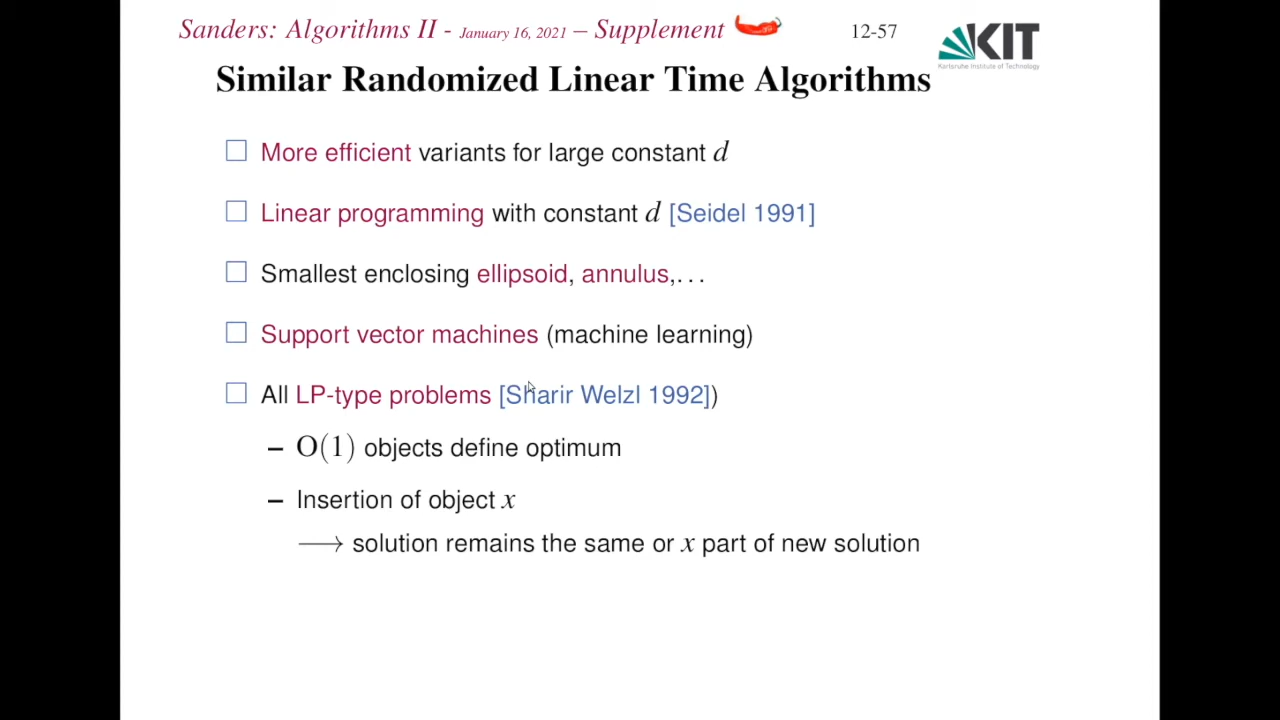 Sanders: Algorithms II - January 16, 2021 – Supplement 12-57
KIT
Karlsruhe Institute of Technology
Similar Randomized Linear Time Algorithms
More efficient variants for large constant d
Linear programming with constant d [Seidel 1991]
Smallest enclosing ellipsoid, annulus,...
Support vector machines (machine learning)
All LP-type problems [Sharir Welzl 1992])
– O(1) objects define optimum
– Insertion of object x
⟶ solution remains the same or x part of new solution